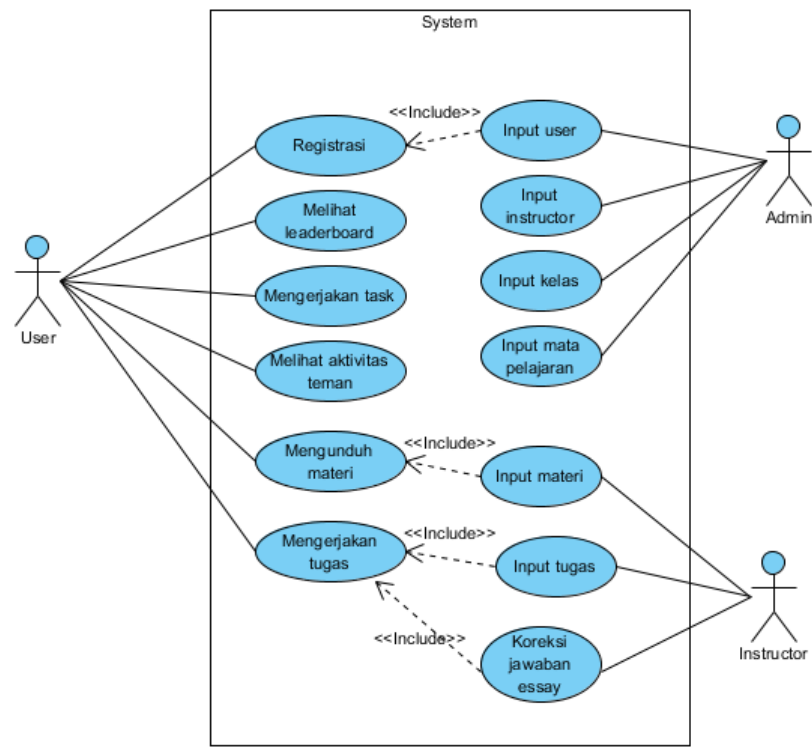 System
<<Include>>
Registrasi
Input user
Melihat
leaderboard
Input
instructor
Admin
Mengerjakan task
Input kelas
User
Melihat aktivitas
teman
Input mata
pelajaran
<<Include>>
Mengunduh
materi
Input materi
<<Include>>
Mengerjakan
tugas
Input tugas
<<Include>>
Koreksi
jawaban
essay
Instructor